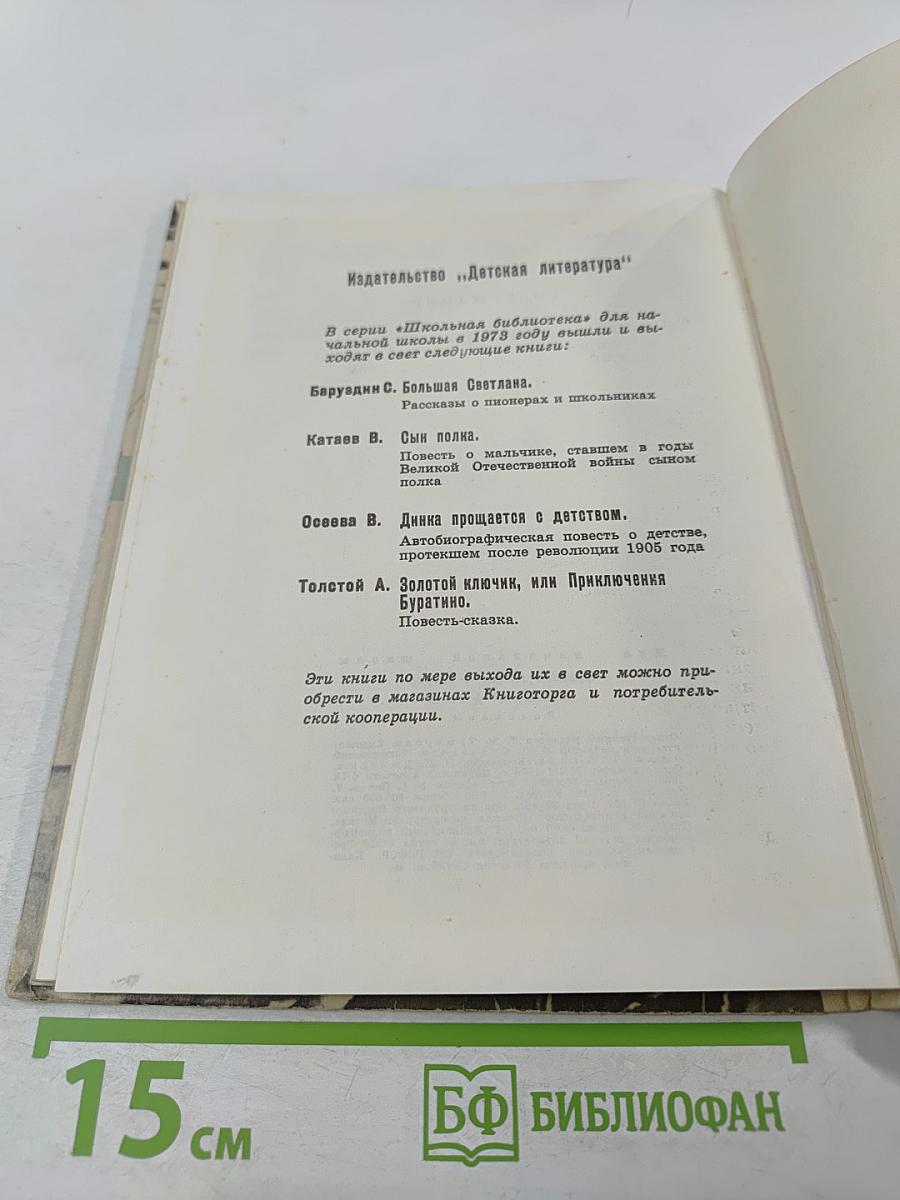 Издательство „Детская литература“
В серии «Школьная библиотека» для на-
чальной школы в 1973 году вышли и вы-
ходят в свет следующие книги:
Баруздин С. Большая Светлана.
Рассказы о пионерах и школьниках
Катаев В. Сын полка.
Повесть о мальчике, ставшем в годы
Великой Отечественной войны сыном
полка
Осеева В. Динка прощается с детством.
Автобиографическая повесть о детстве,
протекшем после революции 1905 года
Толстой А. Золотой ключик, или Приключения
Буратино.
Повесть-сказка.
Эти книги по мере выхода их в свет можно при-
обрести в магазинах Книготорга и потребитель-
ской кооперации.
15 см
БФ БИБЛИОФАН